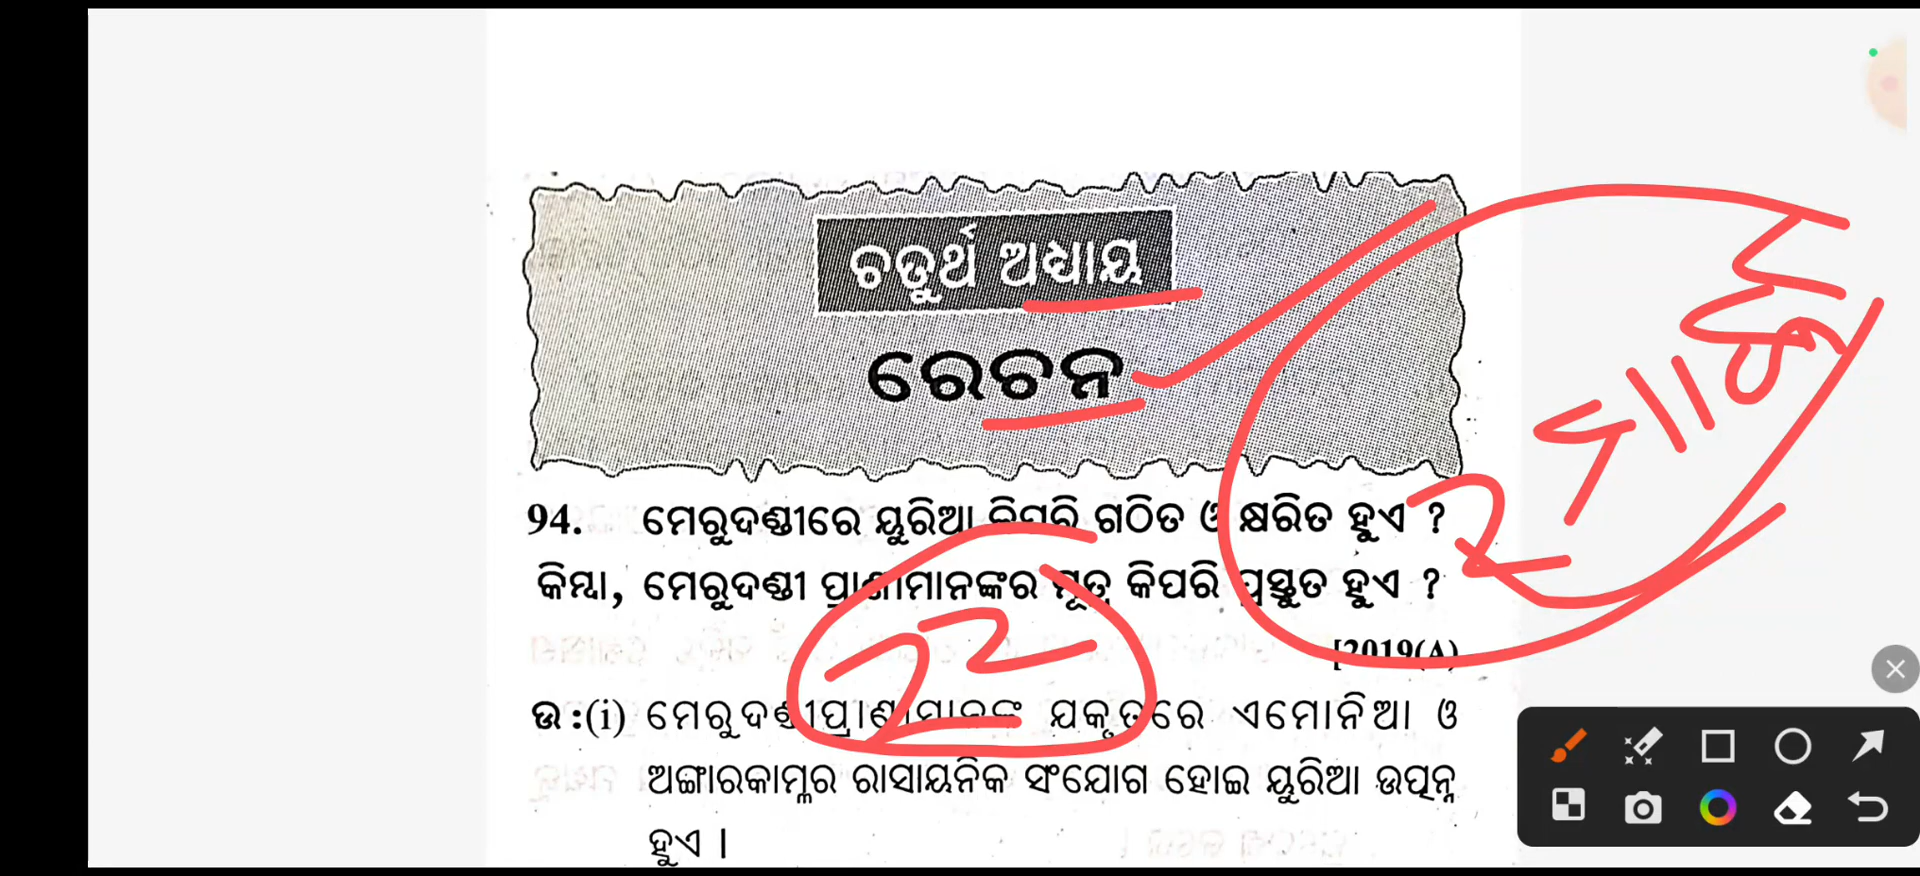 ଚତୁର୍ଥ ଅଧ୍ୟାୟ
ରେଚନ
94. ମେରୁଦଣ୍ଡୀରେ ୟୁରିଆ କିପରି ଗଠିତ ଓ କ୍ଷରିତ ହୁଏ ?
କିମ୍ବା, ମେରୁଦଣ୍ଡୀ ପ୍ରାଣୀମାନଙ୍କର ମୂତ୍ର କିପରି ପ୍ରସ୍ତୁତ ହୁଏ ?
[2019(A)
22
ଉ :(i) ମେରୁଦଣ୍ଡୀପ୍ରାଣୀମାନଙ୍କ ଯକୃତରେ ଏମୋନିଆ ଓ
ଅଙ୍ଗାରକାମ୍ଳର ରାସାୟନିକ ସଂଯୋଗ ହୋଇ ୟୁରିଆ ଉତ୍ପନ୍ନ
ହୁଏ ।